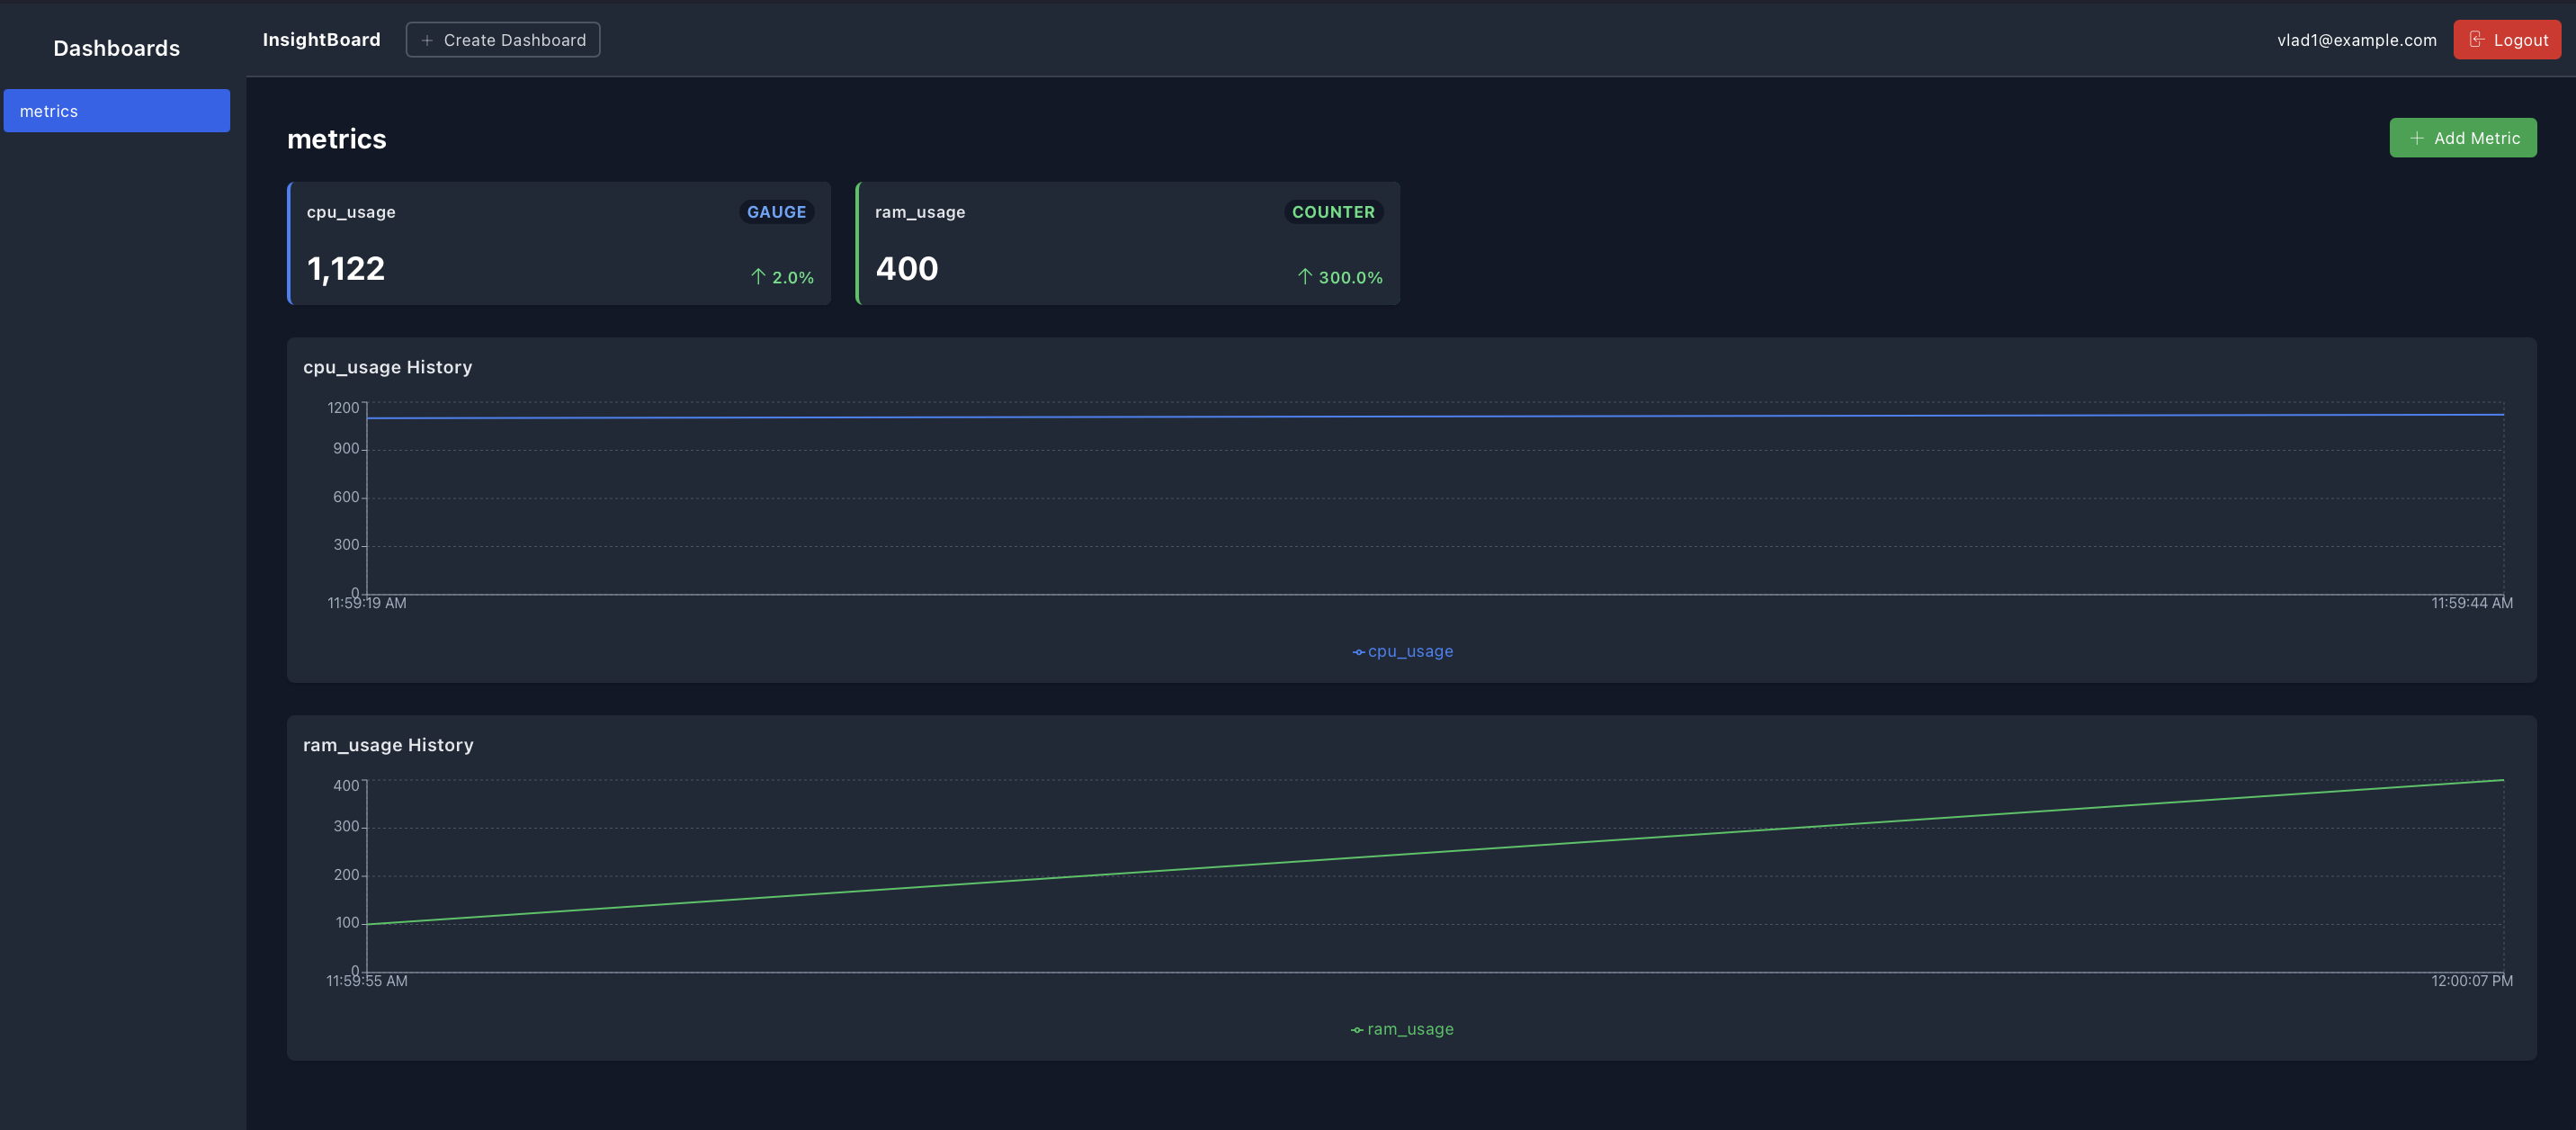 Dashboards
metrics
InsightBoard
Create Dashboard
vlad1@example.com
Logout
metrics
Add Metric
cpu_usage GAUGE
1,122 2.0%
ram_usage COUNTER
400 300.0%
cpu_usage History
1200
900
600
300
0
11:59:19 AM 11:59:44 AM
cpu_usage
ram_usage History
400
300
200
100
0
11:59:55 AM 12:00:07 PM
ram_usage